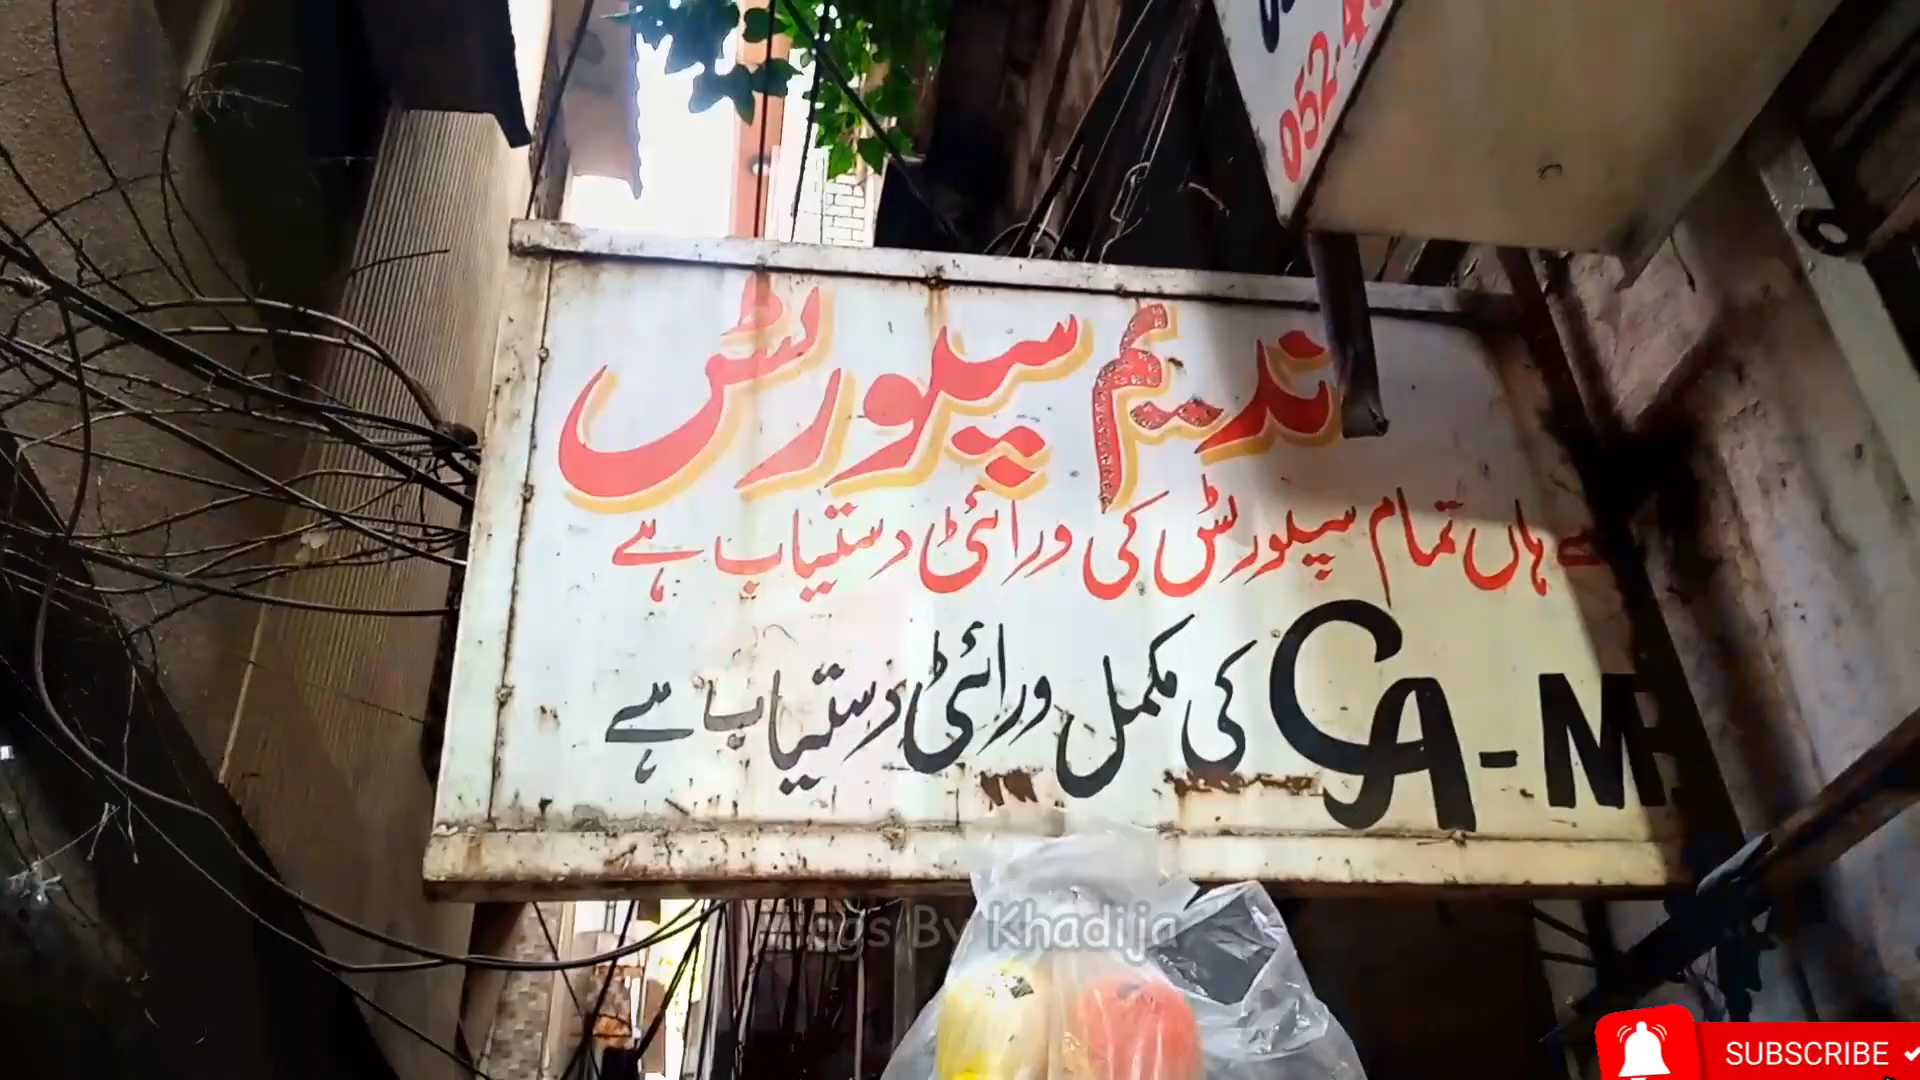 052.4
ندیم سپورٹس
ہاں تمام سپورٹس کی ورائٹی دستیاب ہے
CA-M کی مکمل ورائٹی دستیاب ہے
By Khadija
SUBSCRIBE